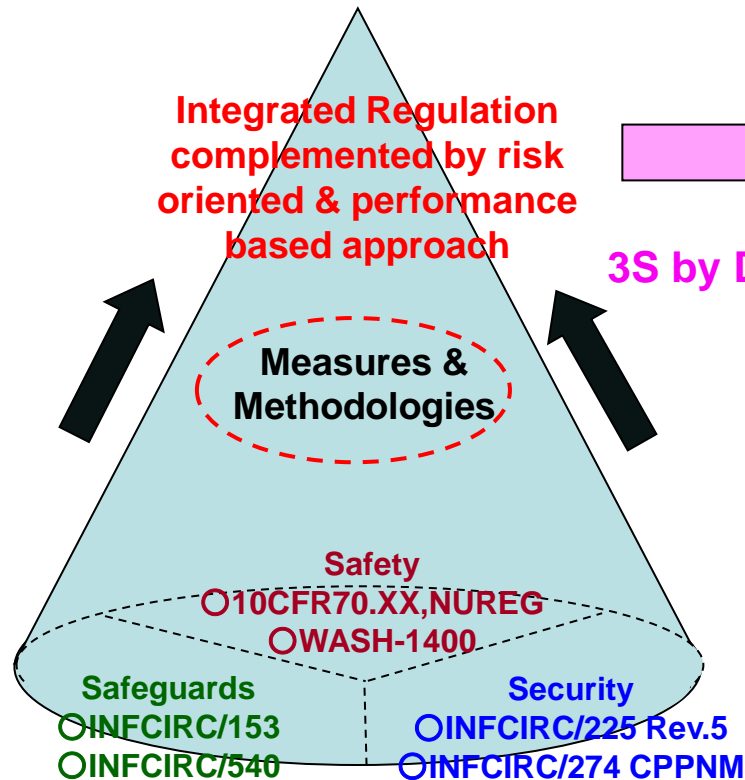 Integrated Regulation
complemented by risk
oriented & performance
based approach
3S by D
Measures &
Methodologies
Safety
○10CFR70.XX,NUREG
○WASH-1400
Safeguards
○INFCIRC/153
○INFCIRC/540
Security
○INFCIRC/225 Rev.5
○INFCIRC/274 CPPNM